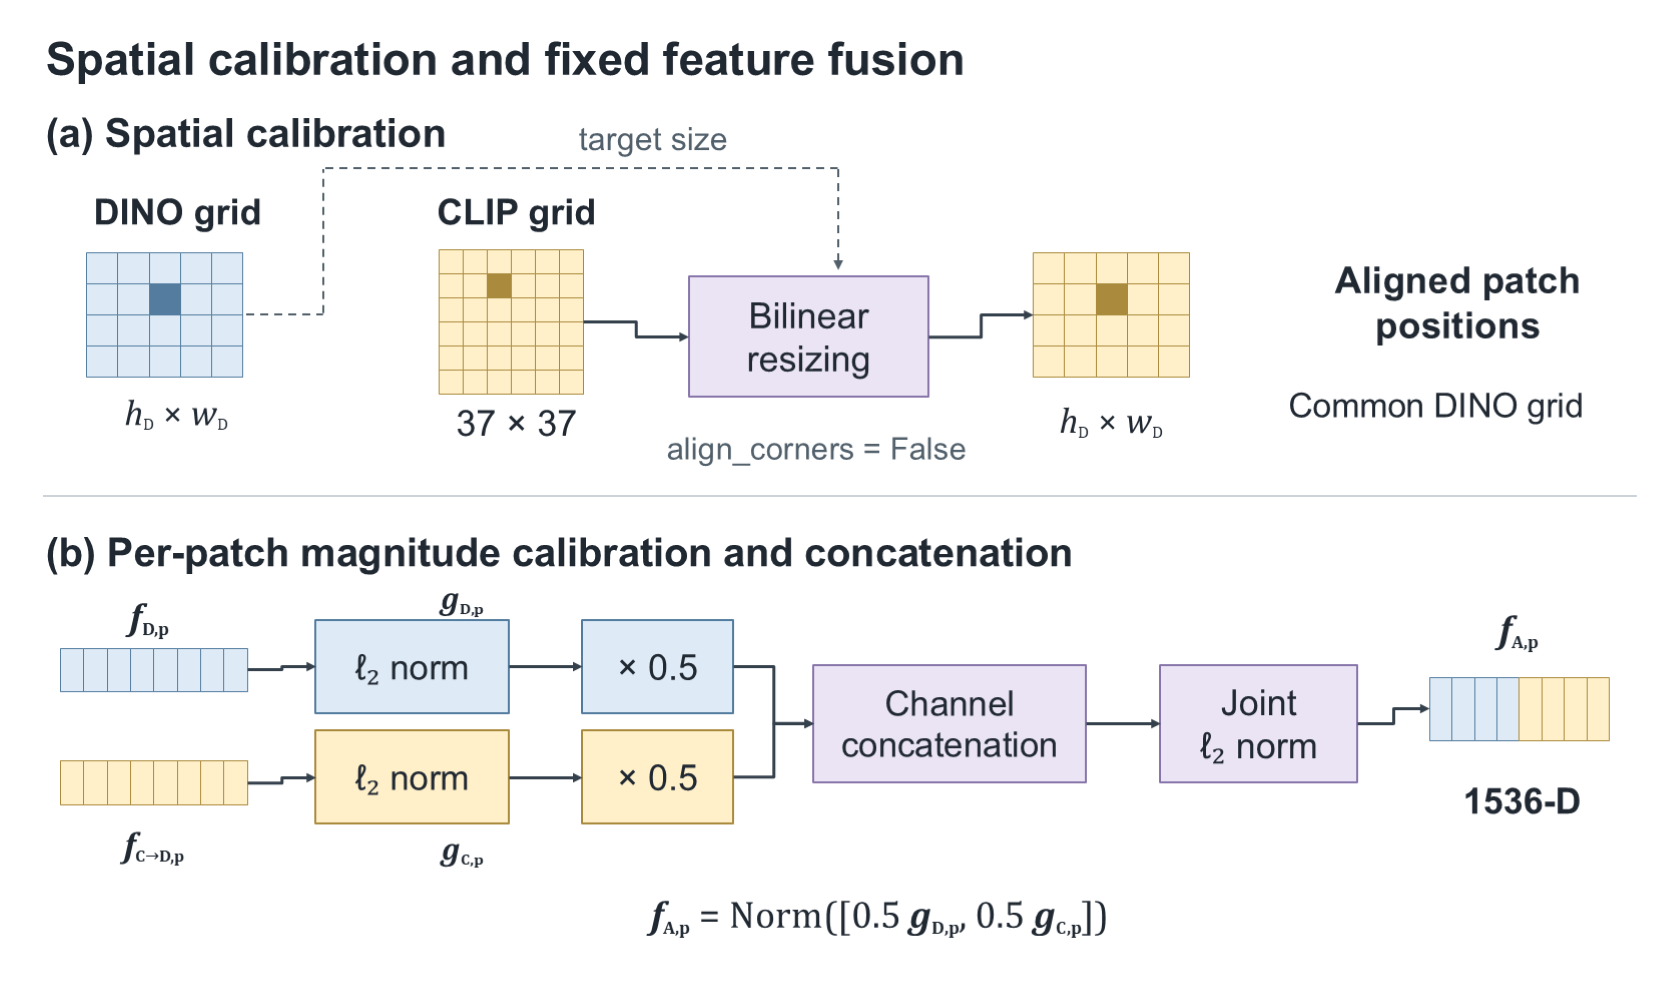 Spatial calibration and fixed feature fusion
(a) Spatial calibration
target size
DINO grid
CLIP grid
Bilinear
resizing
Aligned patch
positions
Common DINO grid
h_D × w_D
37 × 37
h_D × w_D
align_corners = False
(b) Per-patch magnitude calibration and concatenation
f_D,p
g_D,p
ℓ₂ norm
× 0.5
f_C→D,p
ℓ₂ norm
g_C,p
× 0.5
Channel
concatenation
Joint
ℓ₂ norm
f_A,p
1536-D
f_A,p = Norm([0.5 g_D,p, 0.5 g_C,p])